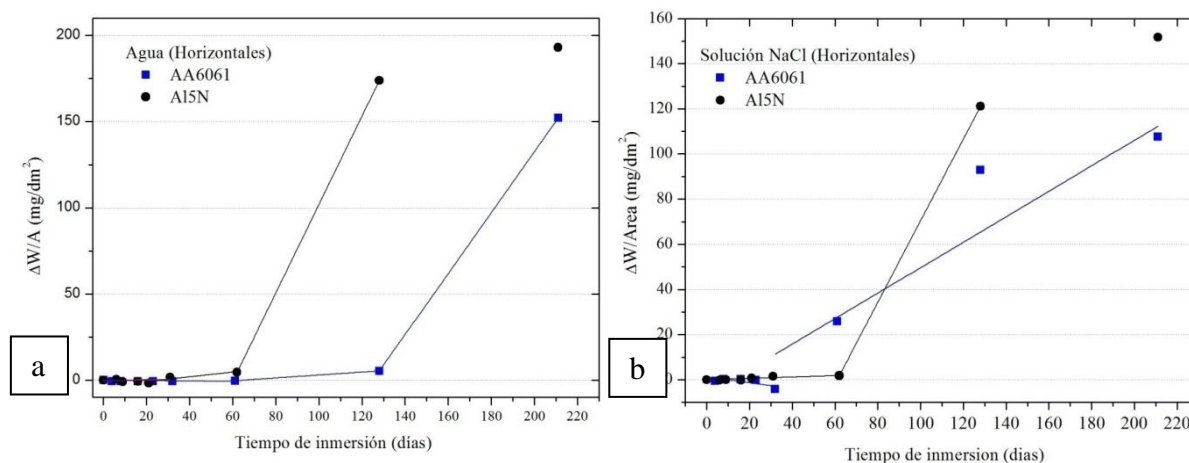 200
150
100
50
0
ΔW/A (mg/dm²)
Agua (Horizontales)
AA6061
Al5N
0 20 40 60 80 100 120 140 160 180 200 220
Tiempo de inmersión (días)
a
160
140
120
100
80
60
40
20
0
ΔW/Area (mg/dm²)
Solución NaCl (Horizontales)
AA6061
Al5N
0 20 40 60 80 100 120 140 160 180 200 220
Tiempo de inmersion (días)
b